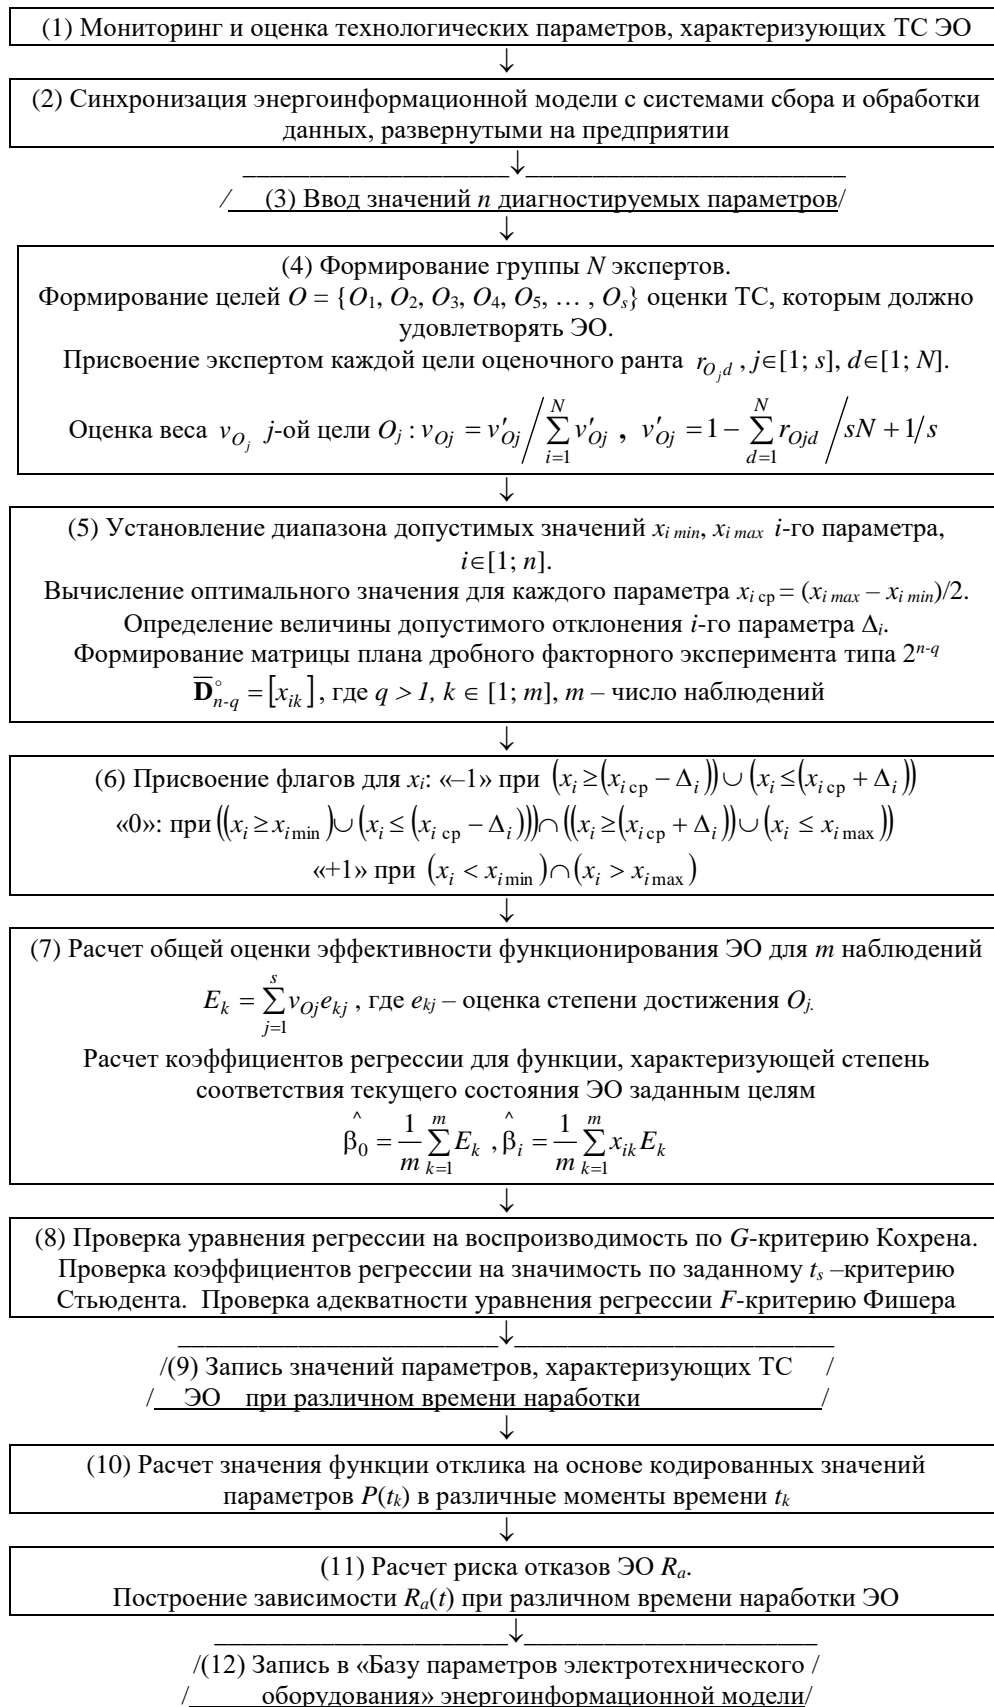 (1) Мониторинг и оценка технологических параметров, характеризующих ТС ЭО
↓
(2) Синхронизация энергоинформационной модели с системами сбора и обработки
данных, развернутыми на предприятии
↓
/ (3) Ввод значений n диагностируемых параметров/
↓
(4) Формирование группы N экспертов.
Формирование целей O = {O₁, O₂, O₃, O₄, O₅, … , Oₛ} оценки ТС, которым должно
удовлетворять ЭО.
Присвоение экспертом каждой цели оценочного ранта r_{O_j d} , j∈[1; s], d∈[1; N].
Оценка веса v_{O_j} j-ой цели O_j : v_{Oj} = v′_{Oj} / ∑_{i=1}^{N} v′_{Oj} , v′_{Oj} = 1 − ∑_{d=1}^{N} r_{Ojd} / sN + 1/s
↓
(5) Установление диапазона допустимых значений x_{i min}, x_{i max} i-го параметра,
i∈[1; n].
Вычисление оптимального значения для каждого параметра x_{i ср} = (x_{i max} – x_{i min})/2.
Определение величины допустимого отклонения i-го параметра Δ_i.
Формирование матрицы плана дробного факторного эксперимента типа 2^{n-q}
D̅°_{n-q} = [x_{ik}] , где q > 1, k ∈ [1; m], m – число наблюдений
↓
(6) Присвоение флагов для x_i: «–1» при (x_i ≥ (x_{i ср} − Δ_i)) ∪ (x_i ≤ (x_{i ср} + Δ_i))
«0»: при ((x_i ≥ x_{i min}) ∪ (x_i ≤ (x_{i ср} − Δ_i))) ∩ ((x_i ≥ (x_{i ср} + Δ_i)) ∪ (x_i ≤ x_{i max}))
«+1» при (x_i < x_{i min}) ∩ (x_i > x_{i max})
↓
(7) Расчет общей оценки эффективности функционирования ЭО для m наблюдений
E_k = ∑_{j=1}^{s} v_{Oj} e_{kj} , где e_{kj} – оценка степени достижения O_j.
Расчет коэффициентов регрессии для функции, характеризующей степень
соответствия текущего состояния ЭО заданным целям
β̂_0 = 1/m ∑_{k=1}^{m} E_k , β̂_i = 1/m ∑_{k=1}^{m} x_{ik} E_k
↓
(8) Проверка уравнения регрессии на воспроизводимость по G-критерию Кохрена.
Проверка коэффициентов регрессии на значимость по заданному t_s –критерию
Стьюдента. Проверка адекватности уравнения регрессии F-критерию Фишера
↓
/(9) Запись значений параметров, характеризующих ТС /
/ ЭО при различном времени наработки /
↓
(10) Расчет значения функции отклика на основе кодированных значений
параметров P(t_k) в различные моменты времени t_k
↓
(11) Расчет риска отказов ЭО R_a.
Построение зависимости R_a(t) при различном времени наработки ЭО
↓
/(12) Запись в «Базу параметров электротехнического /
/ оборудования» энергоинформационной модели/